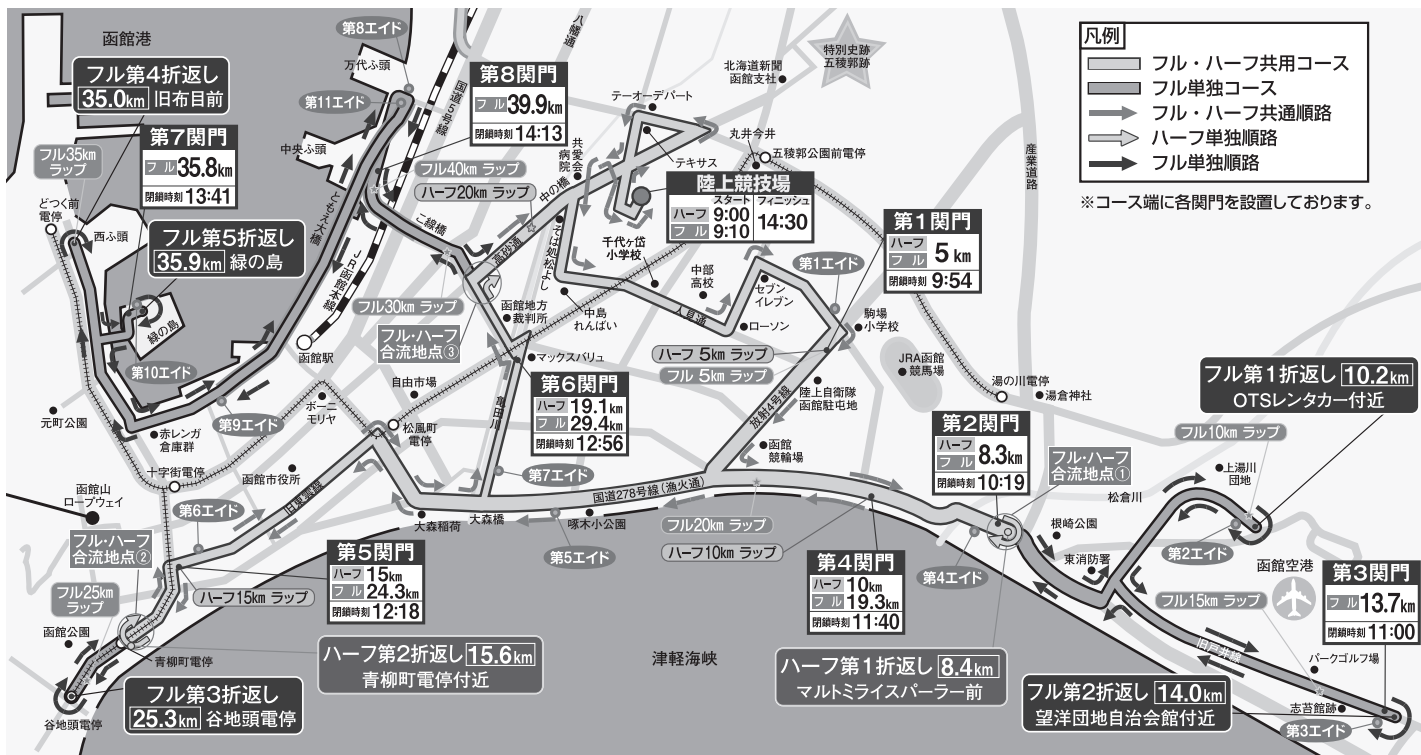 函館港
フル第4折返し
35.0km 旧布目前
第7関門
フル 35.8km
閉鎖時刻 13:41
フル35km
ラップ
どつく前
電停
西ふ頭
フル第5折返し
35.9km 緑の島
緑の島
第10エイド
元町公園
赤レンガ
倉庫群
第9エイド
第8エイド
万代ふ頭
第11エイド
中央ふ頭
ともえ大橋
JR函館本線
函館駅
国道5号線
八幡通
第8関門
フル 39.9km
閉鎖時刻 14:13
フル40km ラップ
ハーフ20km ラップ
こ線橋
高砂通
中の橋
共愛会
病院
テーオーデパート
テキサス
北海道新聞
函館支社
特別史跡
五稜郭跡
丸井今井
五稜郭公園前電停
陸上競技場
スタート フィニッシュ
ハーフ 9:00
フル 9:10
14:30
千代ヶ岱
小学校
そば処松よし
中島
れんばい
人見通
中部
高校
ローソン
セブン
イレブン
第1エイド
第1関門
ハーフ
フル
5km
閉鎖時刻 9:54
駒場
小学校
ハーフ 5km ラップ
フル 5km ラップ
陸上自衛隊
函館駐屯地
放射4号線
函館
競輪場
JRA函館
競馬場
産業道路
湯の川電停
湯倉神社
凡例
フル・ハーフ共用コース
フル単独コース
フル・ハーフ共通順路
ハーフ単独順路
フル単独順路
※コース端に各関門を設置しております。
フル30km ラップ
フル・ハーフ
合流地点③
函館地方
裁判所
マックスバリュ
亀田川
第6関門
ハーフ 19.1km
フル 29.4km
閉鎖時刻 12:56
第7エイド
自由市場
ボーニ
モリヤ
松風町
電停
十字街電停
函館市役所
函館山
ロープウェイ
第6エイド
旧東浜線
フル・ハーフ
合流地点②
フル25km
ラップ
函館公園
青柳町電停
谷地頭電停
フル第3折返し
25.3km 谷地頭電停
ハーフ15km ラップ
第5関門
ハーフ 15km
フル 24.3km
閉鎖時刻 12:18
ハーフ第2折返し 15.6km
青柳町電停付近
大森稲荷
大森橋
第5エイド
啄木小公園
国道278号線(漁火通)
フル20km ラップ
ハーフ10km ラップ
第4関門
ハーフ 10km
フル 19.3km
閉鎖時刻 11:40
津軽海峡
ハーフ第1折返し 8.4km
マルトミライスパーラー前
第4エイド
第2関門
ハーフ
フル
8.3km
閉鎖時刻 10:19
フル・ハーフ
合流地点①
根崎公園
東消防署
松倉川
フル第1折返し 10.2km
OTSレンタカー付近
フル10km ラップ
上湯川
団地
第2エイド
函館空港
フル15km ラップ
第3関門
フル 13.7km
閉鎖時刻 11:00
旧戸井線
パークゴルフ場
志苔館跡
第3エイド
フル第2折返し 14.0km
望洋団地自治会館付近